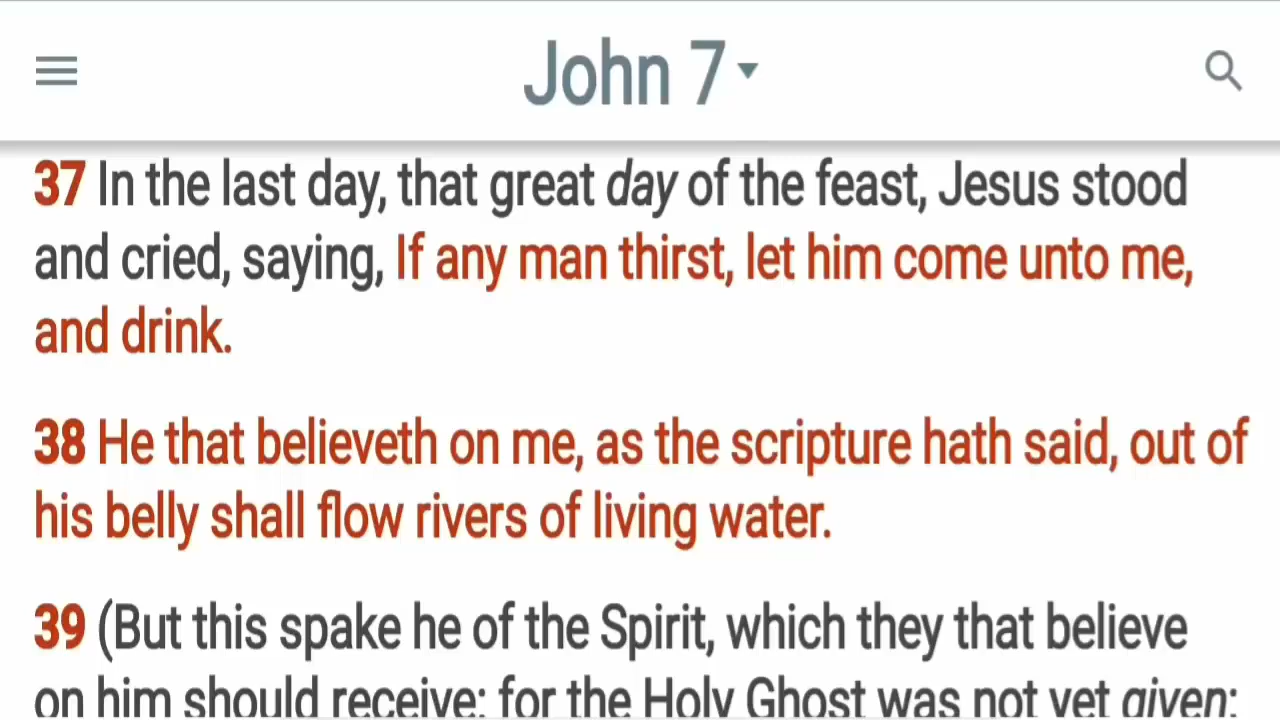 John 7
37 In the last day, that great day of the feast, Jesus stood
and cried, saying, If any man thirst, let him come unto me,
and drink.
38 He that believeth on me, as the scripture hath said, out of
his belly shall flow rivers of living water.
39 (But this spake he of the Spirit, which they that believe
on him should receive: for the Holy Ghost was not yet given;